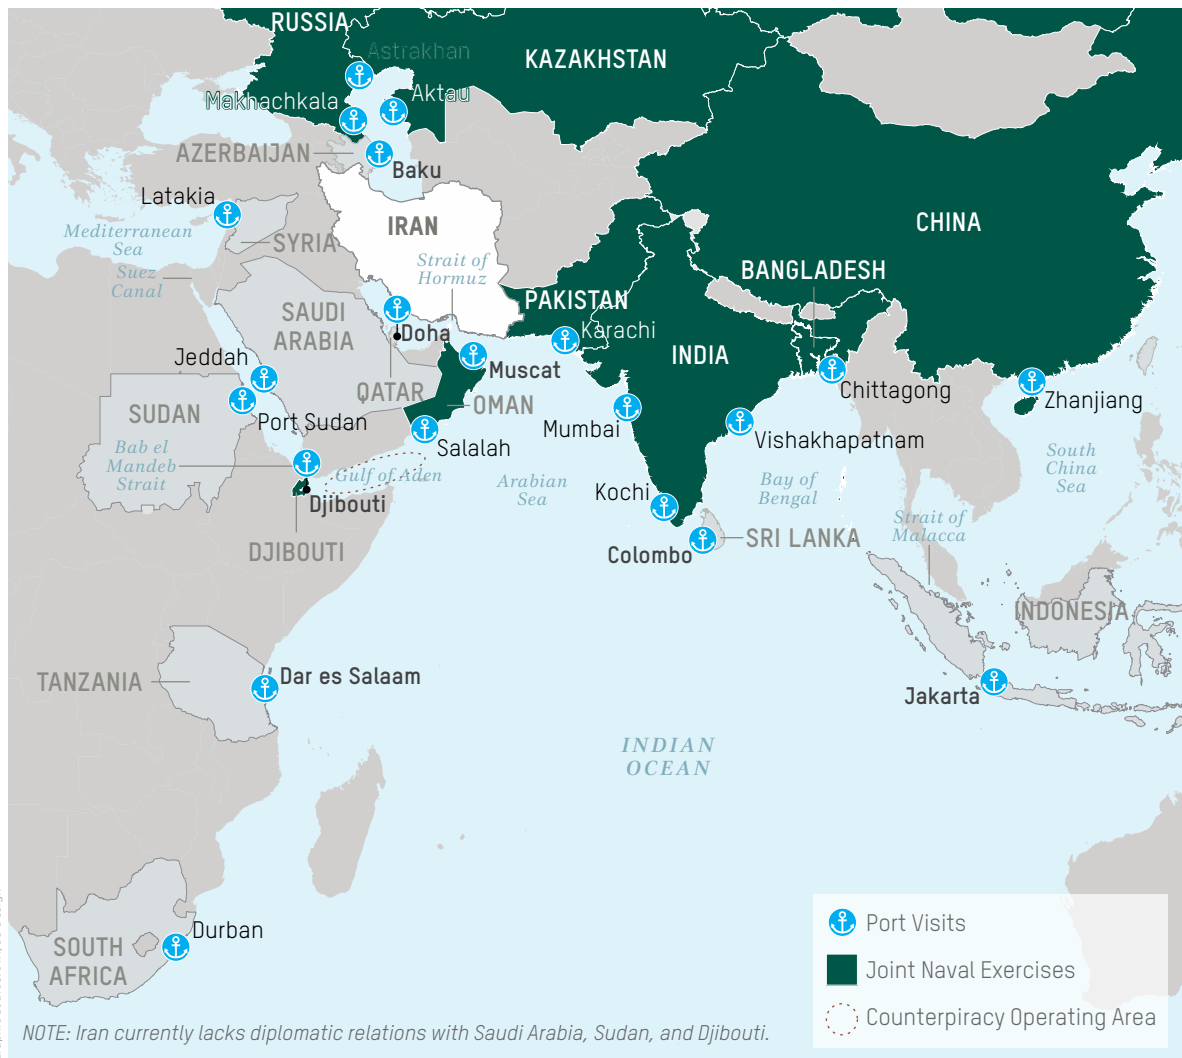 RUSSIA
Astrakhan
KAZAKHSTAN
Makhachkala
Aktau
AZERBAIJAN
Baku
Latakia
IRAN
CHINA
Mediterranean
Sea
SYRIA
Strait of
Hormuz
Suez
Canal
BANGLADESH
PAKISTAN
SAUDI
ARABIA
Doha
Karachi
INDIA
Jeddah
Muscat
QATAR
OMAN
Chittagong
Zhanjiang
SUDAN
Port Sudan
Mumbai
Vishakhapatnam
Salalah
Bab el
Mandeb
Strait
Gulf of Aden
Arabian
Sea
Bay of
Bengal
South
China
Sea
Kochi
Djibouti
Strait of
Malacca
DJIBOUTI
Colombo
SRI LANKA
INDONESIA
TANZANIA
Dar es Salaam
Jakarta
INDIAN
OCEAN
Durban
SOUTH
AFRICA
Port Visits
Joint Naval Exercises
Counterpiracy Operating Area
NOTE: Iran currently lacks diplomatic relations with Saudi Arabia, Sudan, and Djibouti.